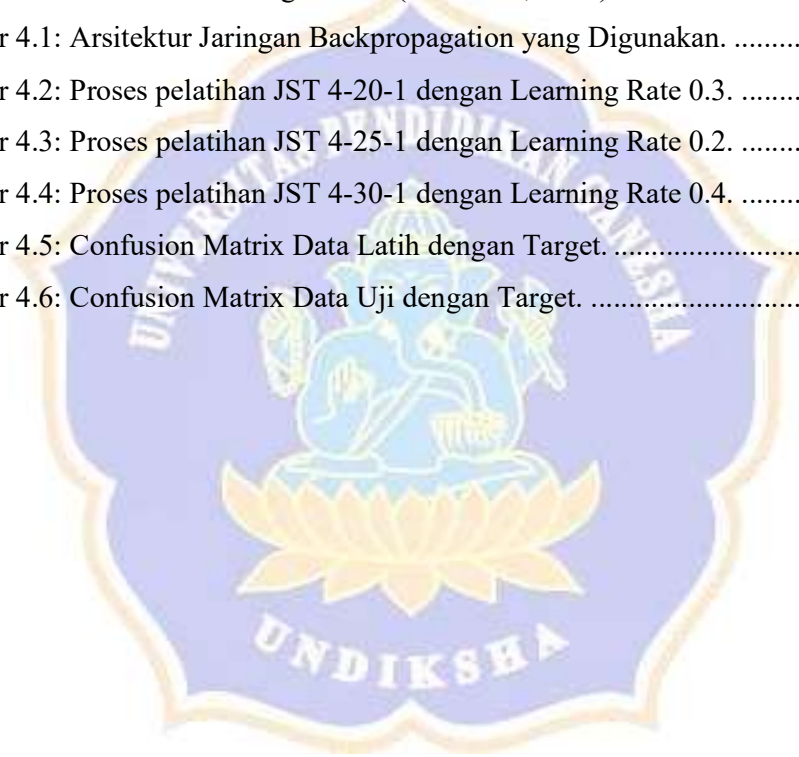 r 4.1: Arsitektur Jaringan Backpropagation yang Digunakan. .........
r 4.2: Proses pelatihan JST 4-20-1 dengan Learning Rate 0.3. ........
r 4.3: Proses pelatihan JST 4-25-1 dengan Learning Rate 0.2. ........
r 4.4: Proses pelatihan JST 4-30-1 dengan Learning Rate 0.4. ........
r 4.5: Confusion Matrix Data Latih dengan Target. .........................
r 4.6: Confusion Matrix Data Uji dengan Target. ............................
UNIVERSITAS PENDIDIKAN GANESHA
UNDIKSHA